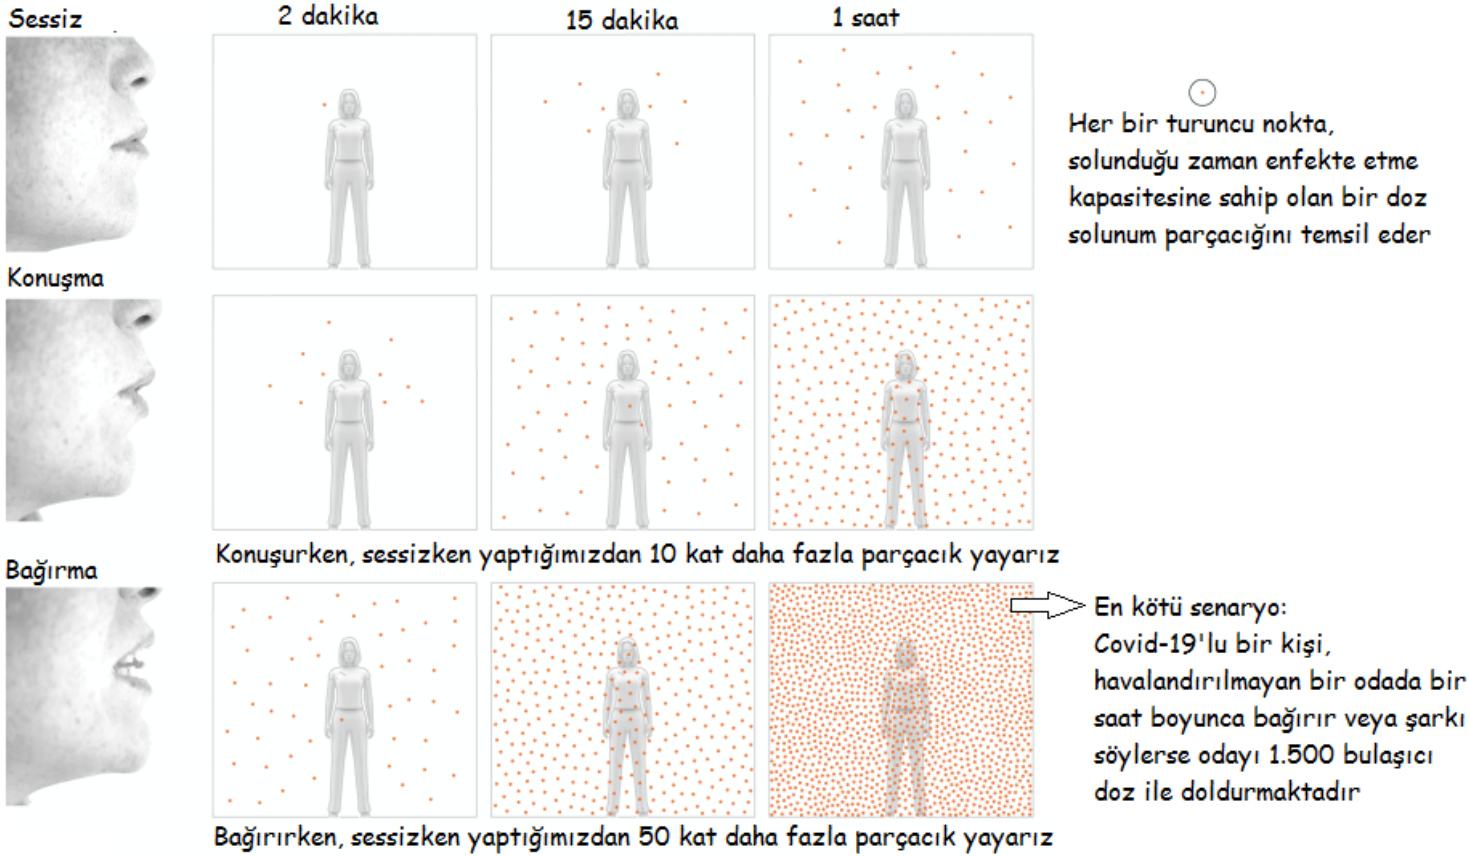 Sessiz
2 dakika
15 dakika
1 saat
Her bir turuncu nokta,
solunduğu zaman enfekte etme
kapasitesine sahip olan bir doz
solunum parçacığını temsil eder
Konuşma
Konuşurken, sessizken yaptığımızdan 10 kat daha fazla parçacık yayarız
Bağırma
En kötü senaryo:
Covid-19'lu bir kişi,
havalandırılmayan bir odada bir
saat boyunca bağırır veya şarkı
söylerse odayı 1.500 bulaşıcı
doz ile doldurmaktadır
Bağırırken, sessizken yaptığımızdan 50 kat daha fazla parçacık yayarız